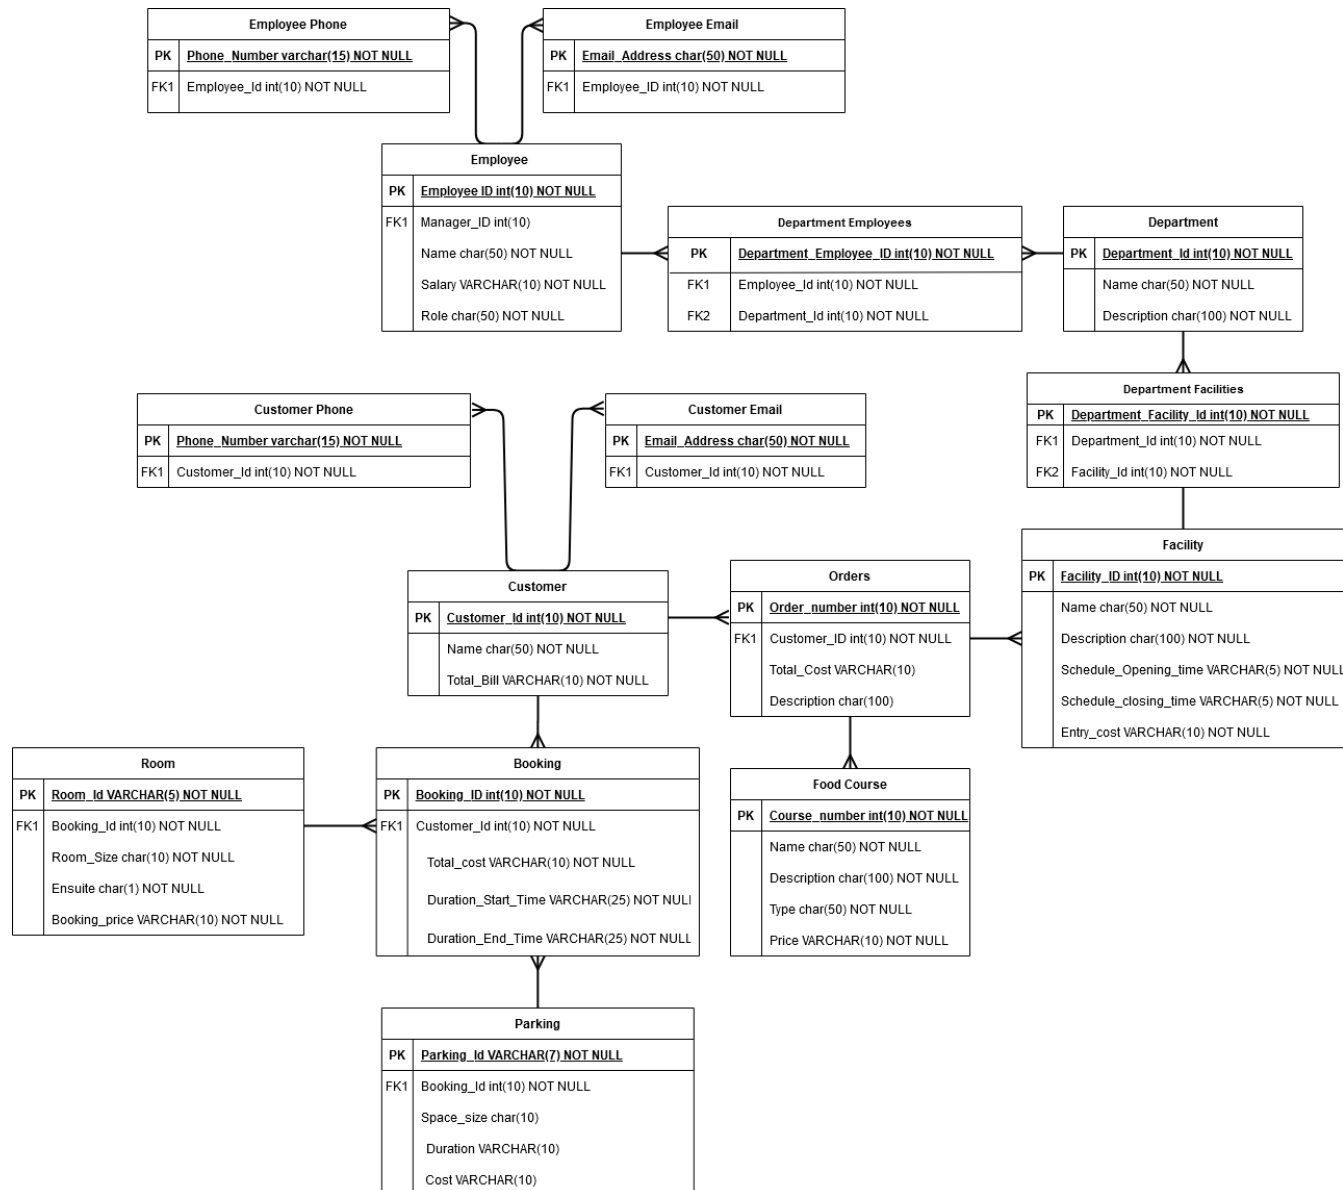 Employee Phone
PK Phone_Number varchar(15) NOT NULL
FK1 Employee_Id int(10) NOT NULL
Employee Email
PK Email_Address char(50) NOT NULL
FK1 Employee_ID int(10) NOT NULL
Employee
PK Employee ID int(10) NOT NULL
FK1 Manager_ID int(10)
Name char(50) NOT NULL
Salary VARCHAR(10) NOT NULL
Role char(50) NOT NULL
Department Employees
PK Department_Employee_ID int(10) NOT NULL
FK1 Employee_Id int(10) NOT NULL
FK2 Department_Id int(10) NOT NULL
Department
PK Department_Id int(10) NOT NULL
Name char(50) NOT NULL
Description char(100) NOT NULL
Department Facilities
PK Department_Facility_Id int(10) NOT NULL
FK1 Department_Id int(10) NOT NULL
FK2 Facility_Id int(10) NOT NULL
Customer Phone
PK Phone_Number varchar(15) NOT NULL
FK1 Customer_Id int(10) NOT NULL
Customer Email
PK Email_Address char(50) NOT NULL
FK1 Customer_Id int(10) NOT NULL
Customer
PK Customer_Id int(10) NOT NULL
Name char(50) NOT NULL
Total_Bill VARCHAR(10) NOT NULL
Orders
PK Order_number int(10) NOT NULL
FK1 Customer_ID int(10) NOT NULL
Total_Cost VARCHAR(10)
Description char(100)
Facility
PK Facility_ID int(10) NOT NULL
Name char(50) NOT NULL
Description char(100) NOT NULL
Schedule_Opening_time VARCHAR(5) NOT NULL
Schedule_closing_time VARCHAR(5) NOT NULL
Entry_cost VARCHAR(10) NOT NULL
Room
PK Room_Id VARCHAR(5) NOT NULL
FK1 Booking_Id int(10) NOT NULL
Room_Size char(10) NOT NULL
Ensuite char(1) NOT NULL
Booking_price VARCHAR(10) NOT NULL
Booking
PK Booking_ID int(10) NOT NULL
FK1 Customer_Id int(10) NOT NULL
Total_cost VARCHAR(10) NOT NULL
Duration_Start_Time VARCHAR(25) NOT NULL
Duration_End_Time VARCHAR(25) NOT NULL
Food Course
PK Course_number int(10) NOT NULL
Name char(50) NOT NULL
Description char(100) NOT NULL
Type char(50) NOT NULL
Price VARCHAR(10) NOT NULL
Parking
PK Parking_Id VARCHAR(7) NOT NULL
FK1 Booking_Id int(10) NOT NULL
Space_size char(10)
Duration VARCHAR(10)
Cost VARCHAR(10)